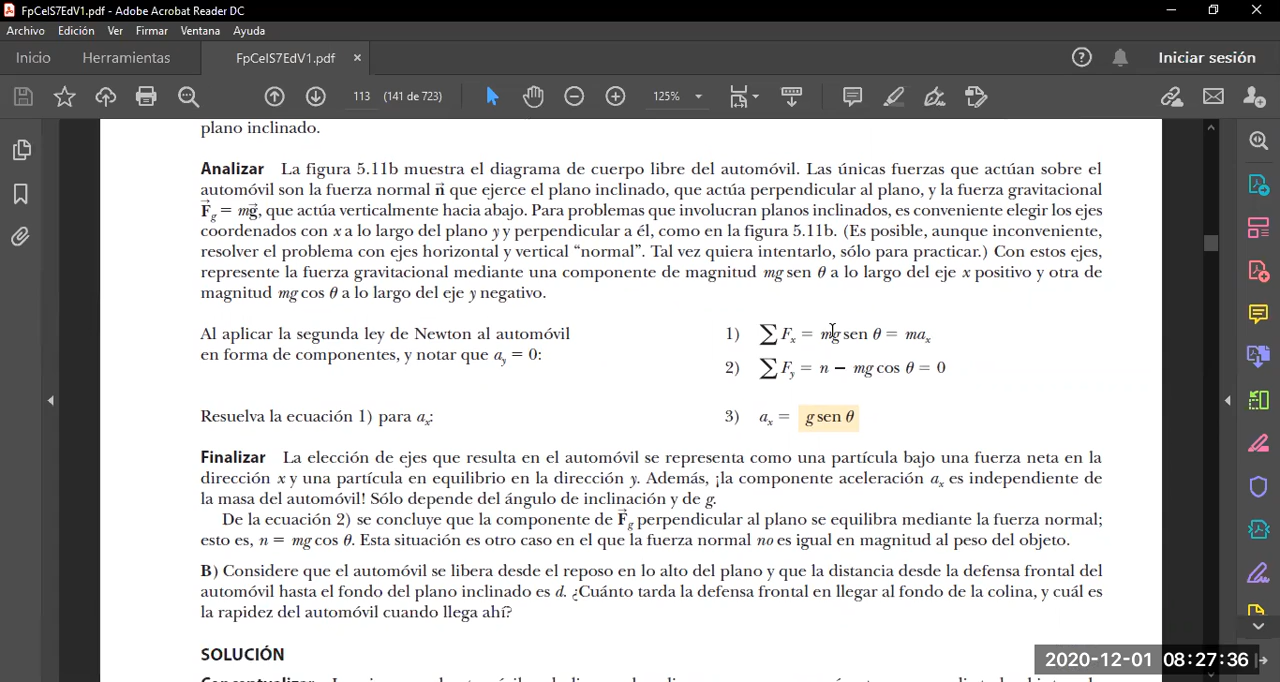 FpCeIS7EdV1.pdf - Adobe Acrobat Reader DC
Archivo Edición Ver Firmar Ventana Ayuda
Inicio Herramientas FpCeIS7EdV1.pdf × Iniciar sesión
113 (141 de 723) 125%
plano inclinado.
Analizar La figura 5.11b muestra el diagrama de cuerpo libre del automóvil. Las únicas fuerzas que actúan sobre el
automóvil son la fuerza normal n⃗ que ejerce el plano inclinado, que actúa perpendicular al plano, y la fuerza gravitacional
F⃗g = mg⃗, que actúa verticalmente hacia abajo. Para problemas que involucran planos inclinados, es conveniente elegir los ejes
coordenados con x a lo largo del plano y y perpendicular a él, como en la figura 5.11b. (Es posible, aunque inconveniente,
resolver el problema con ejes horizontal y vertical “normal”. Tal vez quiera intentarlo, sólo para practicar.) Con estos ejes,
represente la fuerza gravitacional mediante una componente de magnitud mg sen θ a lo largo del eje x positivo y otra de
magnitud mg cos θ a lo largo del eje y negativo.
Al aplicar la segunda ley de Newton al automóvil
en forma de componentes, y notar que ay = 0:
1) ∑ Fx = mg sen θ = max
2) ∑ Fy = n − mg cos θ = 0
Resuelva la ecuación 1) para ax: 3) ax = g sen θ
Finalizar La elección de ejes que resulta en el automóvil se representa como una partícula bajo una fuerza neta en la
dirección x y una partícula en equilibrio en la dirección y. Además, ¡la componente aceleración ax es independiente de
la masa del automóvil! Sólo depende del ángulo de inclinación y de g.
De la ecuación 2) se concluye que la componente de F⃗g perpendicular al plano se equilibra mediante la fuerza normal;
esto es, n = mg cos θ. Esta situación es otro caso en el que la fuerza normal no es igual en magnitud al peso del objeto.
B) Considere que el automóvil se libera desde el reposo en lo alto del plano y que la distancia desde la defensa frontal del
automóvil hasta el fondo del plano inclinado es d. ¿Cuánto tarda la defensa frontal en llegar al fondo de la colina, y cuál es
la rapidez del automóvil cuando llega ahí?
SOLUCIÓN
2020-12-01 08:27:36